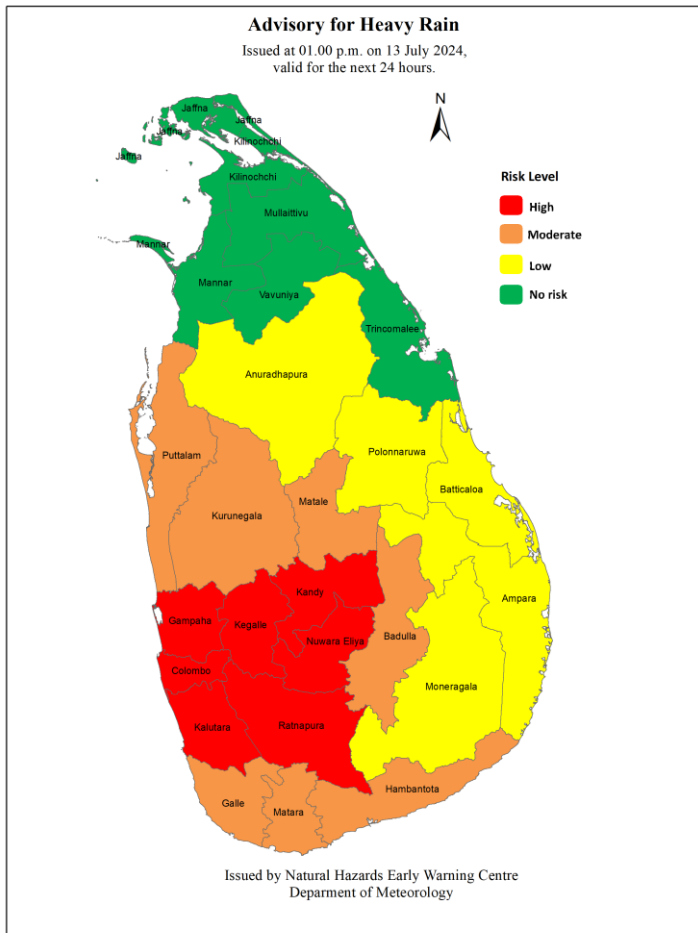 Advisory for Heavy Rain
Issued at 01.00 p.m. on 13 July 2024,
valid for the next 24 hours.
N
Jaffna
Jaffna
Jaffna
Kilinochchi
Jaffna
Kilinochchi
Risk Level
High
Mullaittivu
Moderate
Mannar
Low
Mannar
Vavuniya
No risk
Trincomalee
Anuradhapura
Polonnaruwa
Puttalam
Batticaloa
Matale
Kurunegala
Kandy
Ampara
Gampaha
Kegalle
Nuwara Eliya
Badulla
Colombo
Moneragala
Kalutara
Ratnapura
Hambantota
Galle
Matara
Issued by Natural Hazards Early Warning Centre
Deparment of Meteorology